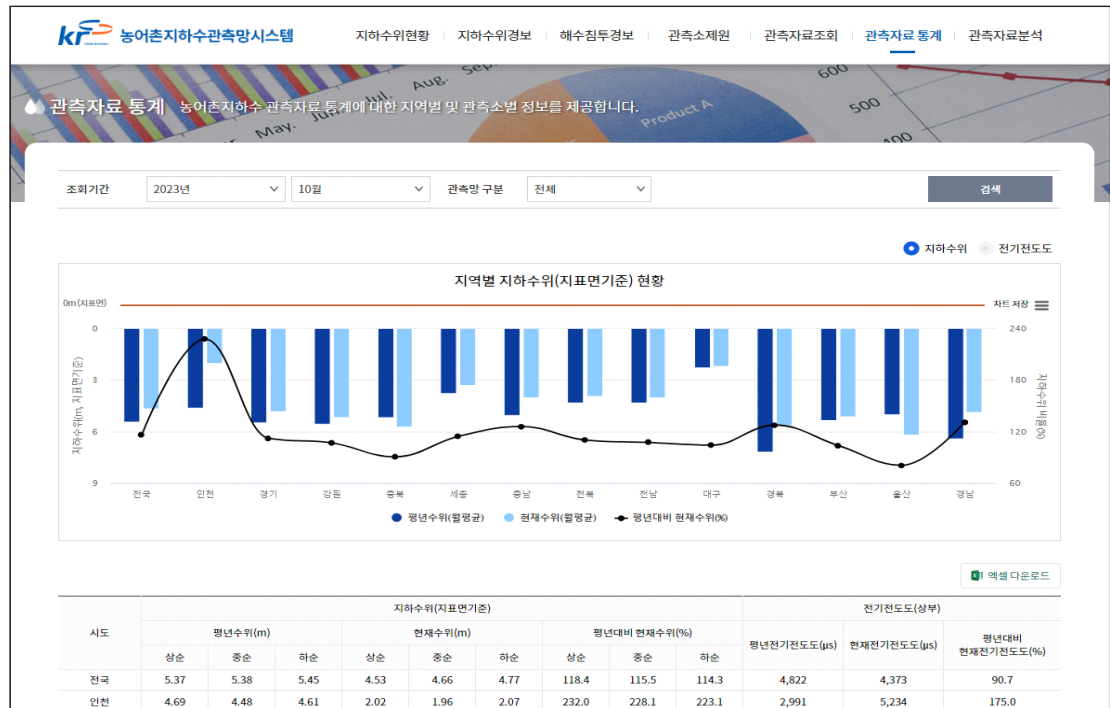 kr 농어촌지하수관측망시스템
지하수위현황 지하수위경보 해수침투경보 관측소제원 관측자료조회 관측자료 통계 관측자료분석
관측자료 통계 농어촌지하수 관측자료 통계에 대한 지역별 및 관측소별 정보를 제공합니다.
May. Jun. Jul. Aug. Sep.
Product A
600
500
400
조회기간 2023년 10월 관측망 구분 전체 검색
지하수위 전기전도도
지역별 지하수위(지표면기준) 현황
0m (지표면) 차트 저장
지하수위(m, 지표면기준)
0
3
6
9
240
180
120
60
지하수위 비율(%)
전국 인천 경기 강원 충북 세종 충남 전북 전남 대구 경북 부산 울산 경남
평년수위(월평균) 현재수위(월평균) 평년대비 현재수위(%)
엑셀 다운로드
시도 지하수위(지표면기준) 전기전도도(상부)
평년수위(m) 현재수위(m) 평년대비 현재수위(%) 평년전기전도도(μs) 현재전기전도도(μs) 평년대비
현재전기전도도(%)
상순 중순 하순 상순 중순 하순 상순 중순 하순
전국 5.37 5.38 5.45 4.53 4.66 4.77 118.4 115.5 114.3 4,822 4,373 90.7
인천 4.69 4.48 4.61 2.02 1.96 2.07 232.0 228.1 223.1 2,991 5,234 175.0